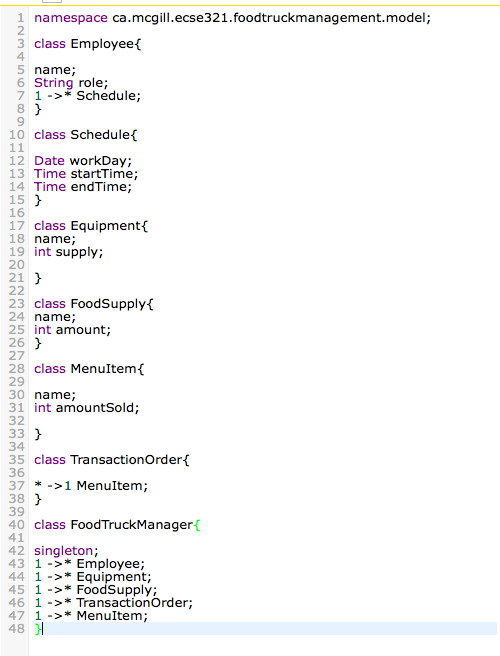 1 namespace ca.mcgill.ecse321.foodtruckmanagement.model;
2
3 class Employee{
4
5 name;
6 String role;
7 1 ->* Schedule;
8 }
9
10 class Schedule{
11
12 Date workDay;
13 Time startTime;
14 Time endTime;
15 }
16
17 class Equipment{
18 name;
19 int supply;
20
21 }
22
23 class FoodSupply{
24 name;
25 int amount;
26 }
27
28 class MenuItem{
29
30 name;
31 int amountSold;
32
33 }
34
35 class TransactionOrder{
36
37 * ->1 MenuItem;
38 }
39
40 class FoodTruckManager{
41
42 singleton;
43 1 ->* Employee;
44 1 ->* Equipment;
45 1 ->* FoodSupply;
46 1 ->* TransactionOrder;
47 1 ->* MenuItem;
48 }